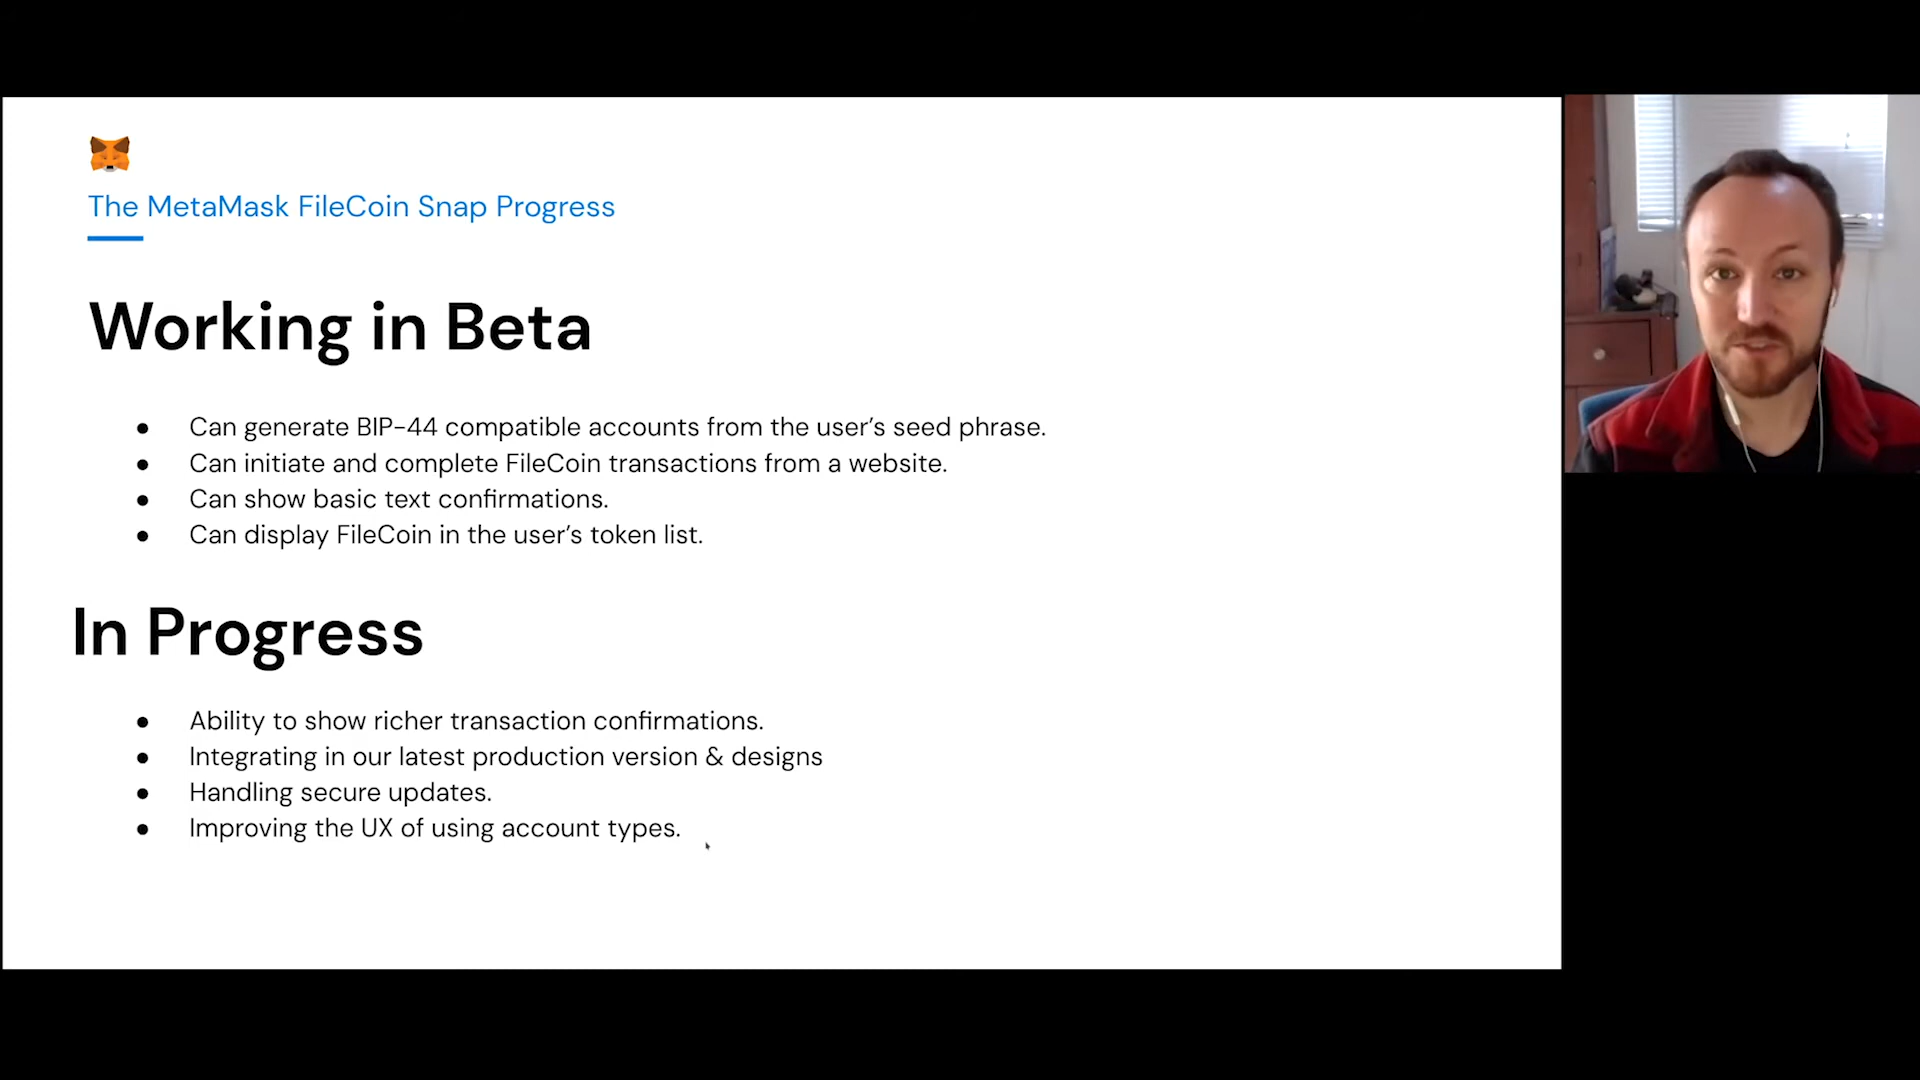 The MetaMask FileCoin Snap Progress
Working in Beta
● Can generate BIP-44 compatible accounts from the user’s seed phrase.
● Can initiate and complete FileCoin transactions from a website.
● Can show basic text confirmations.
● Can display FileCoin in the user’s token list.
In Progress
● Ability to show richer transaction confirmations.
● Integrating in our latest production version & designs
● Handling secure updates.
● Improving the UX of using account types.